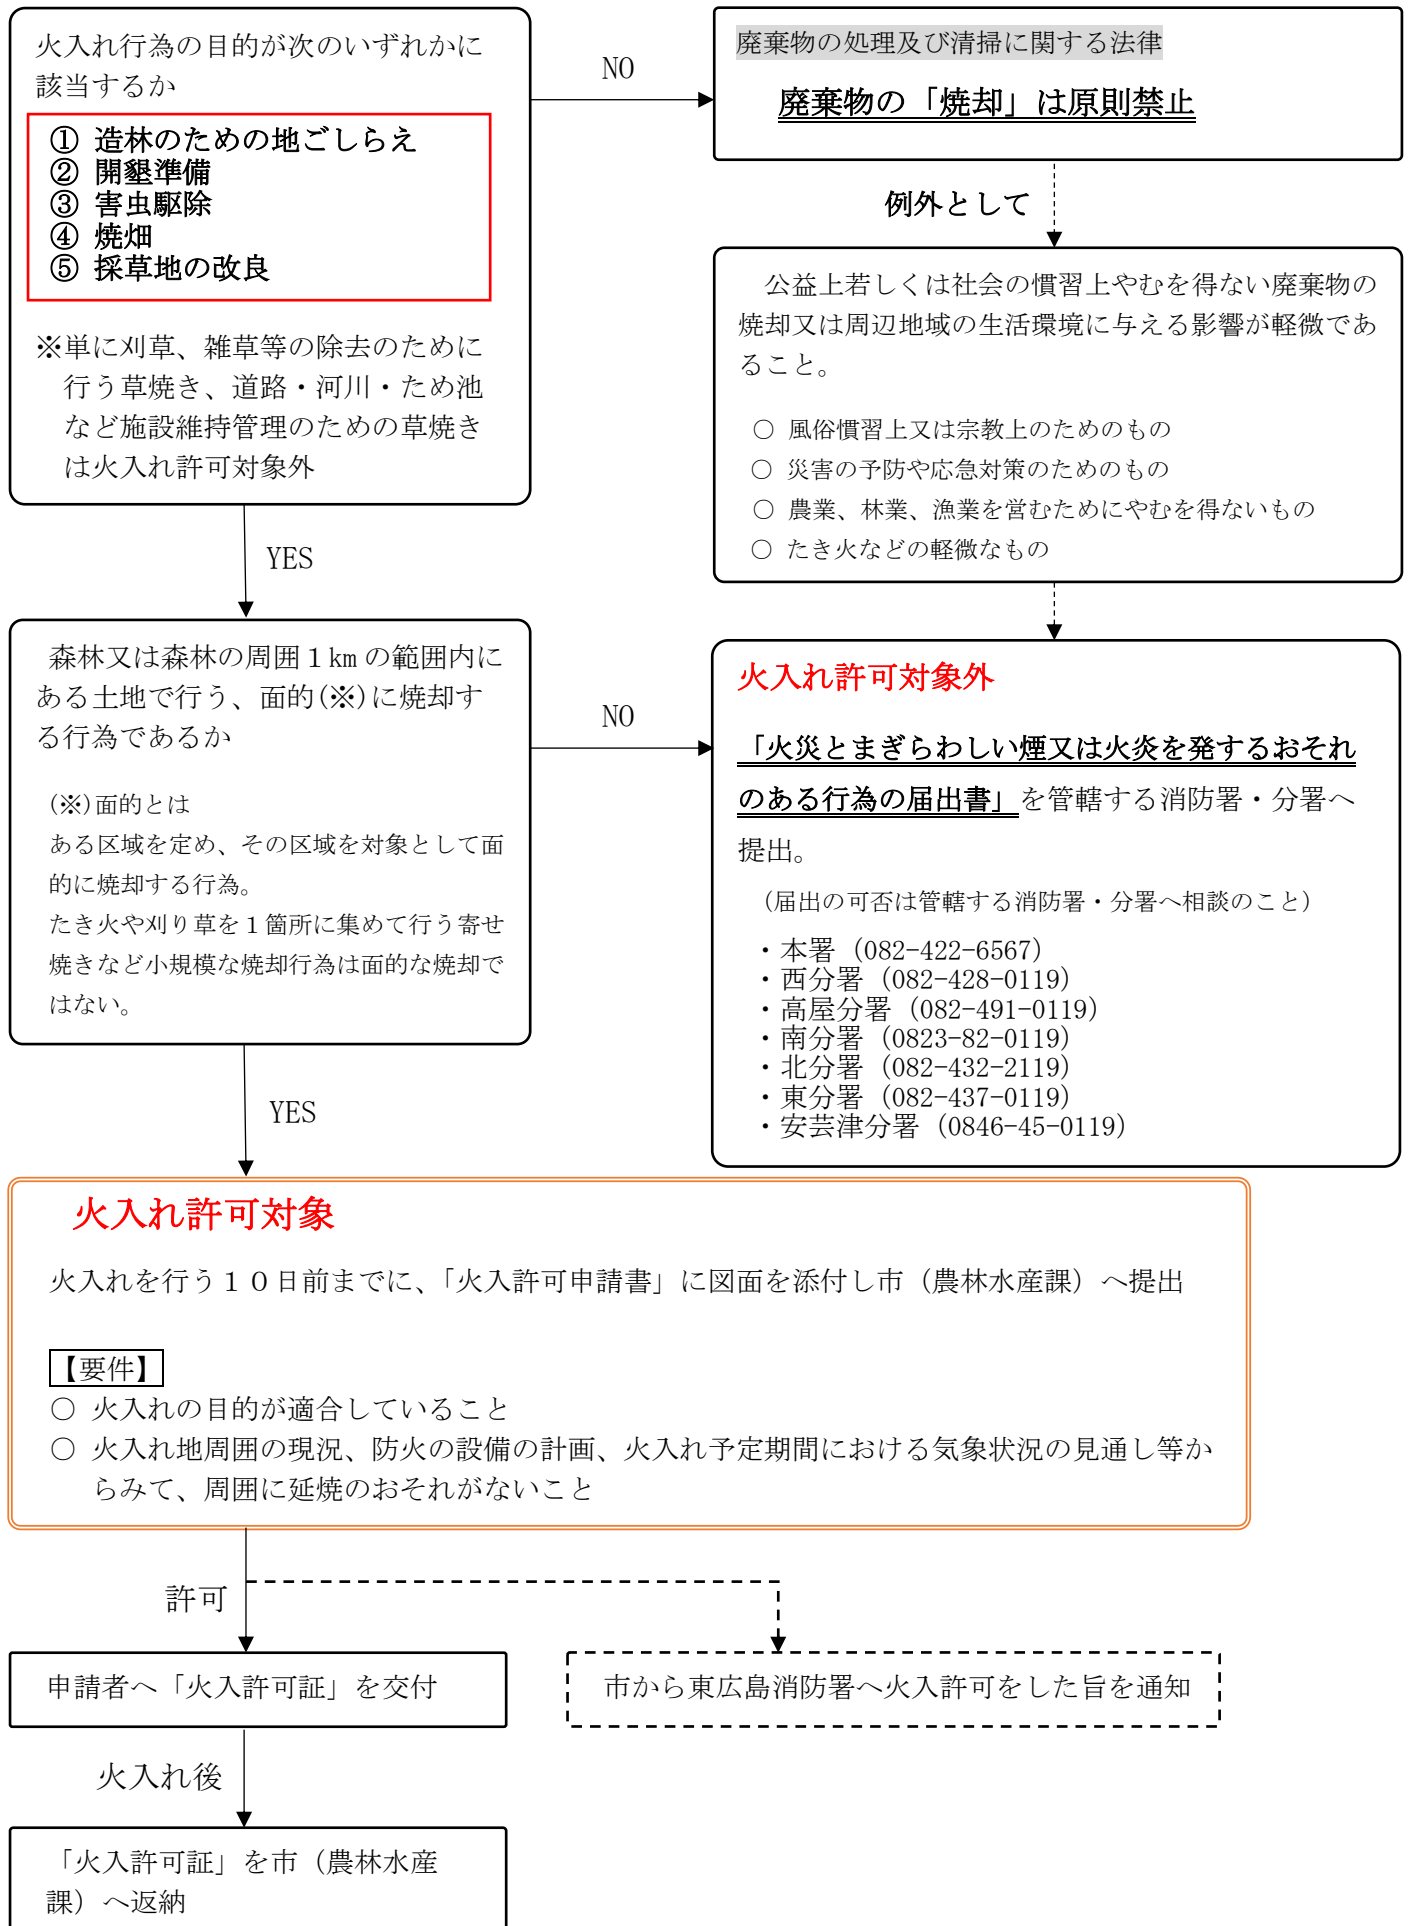 火入れ行為の目的が次のいずれかに
該当するか
① 造林のための地ごしらえ
② 開墾準備
③ 害虫駆除
④ 焼畑
⑤ 採草地の改良
※単に刈草、雑草等の除去のために
行う草焼き、道路・河川・ため池
など施設維持管理のための草焼き
は火入れ許可対象外
NO
廃棄物の処理及び清掃に関する法律
廃棄物の「焼却」は原則禁止
例外として
公益上若しくは社会の慣習上やむを得ない廃棄物の
焼却又は周辺地域の生活環境に与える影響が軽微であ
ること。
○ 風俗慣習上又は宗教上のためのもの
○ 災害の予防や応急対策のためのもの
○ 農業、林業、漁業を営むためにやむを得ないもの
○ たき火などの軽微なもの
YES
森林又は森林の周囲１kmの範囲内に
ある土地で行う、面的(※)に焼却す
る行為であるか
(※)面的とは
ある区域を定め、その区域を対象として面
的に焼却する行為。
たき火や刈り草を１箇所に集めて行う寄せ
焼きなど小規模な焼却行為は面的な焼却で
はない。
NO
火入れ許可対象外
「火災とまぎらわしい煙又は火炎を発するおそれ
のある行為の届出書」を管轄する消防署・分署へ
提出。
（届出の可否は管轄する消防署・分署へ相談のこと）
・本署（082-422-6567）
・西分署（082-428-0119）
・高屋分署（082-491-0119）
・南分署（0823-82-0119）
・北分署（082-432-2119）
・東分署（082-437-0119）
・安芸津分署（0846-45-0119）
YES
火入れ許可対象
火入れを行う１０日前までに、「火入許可申請書」に図面を添付し市（農林水産課）へ提出
【要件】
○ 火入れの目的が適合していること
○ 火入れ地周囲の現況、防火の設備の計画、火入れ予定期間における気象状況の見通し等か
らみて、周囲に延焼のおそれがないこと
許可
申請者へ「火入許可証」を交付
市から東広島消防署へ火入許可をした旨を通知
火入れ後
「火入許可証」を市（農林水産
課）へ返納